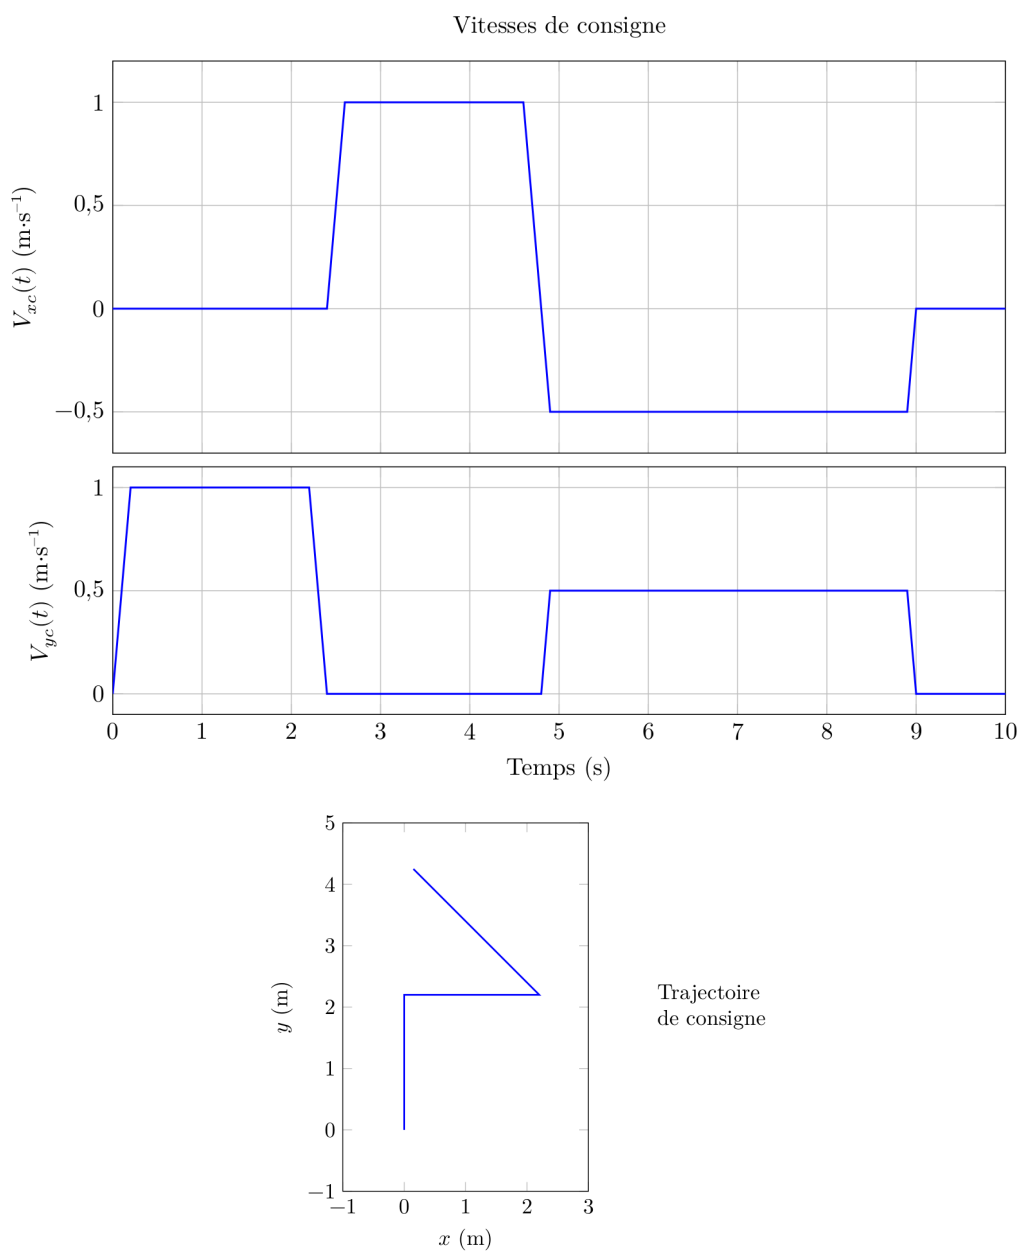 Vitesses de consigne
V_xc(t) (m·s⁻¹)
1
0,5
0
−0,5
V_yc(t) (m·s⁻¹)
1
0,5
0
0 1 2 3 4 5 6 7 8 9 10
Temps (s)
y (m)
5
4
3
2
1
0
−1
−1 0 1 2 3
x (m)
Trajectoire
de consigne